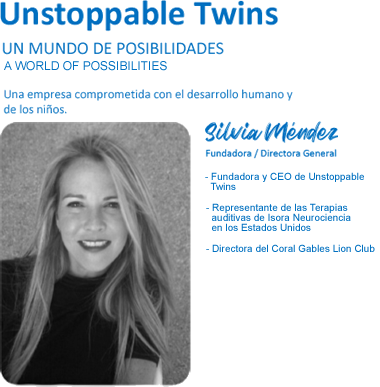 Unstoppable Twins
UN MUNDO DE POSIBILIDADES
A WORLD OF POSSIBILITIES
Una empresa comprometida con el desarrollo humano y
de los niños.
Silvia Méndez
Fundadora / Directora General
- Fundadora y CEO de Unstoppable
Twins
- Representante de las Terapias
auditivas de Isora Neurociencia
en los Estados Unidos
- Directora del Coral Gables Lion Club